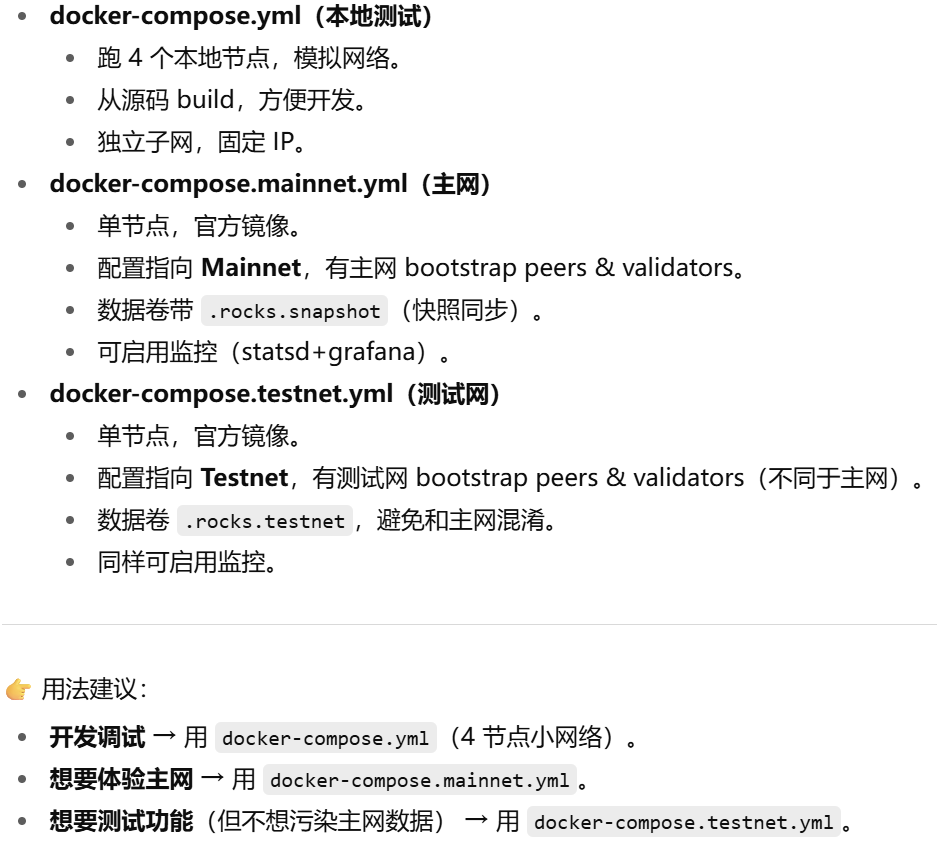 docker-compose.yml（本地测试）
跑 4 个本地节点，模拟网络。
从源码 build，方便开发。
独立子网，固定 IP。
docker-compose.mainnet.yml（主网）
单节点，官方镜像。
配置指向 Mainnet，有主网 bootstrap peers & validators。
数据卷带 .rocks.snapshot（快照同步）。
可启用监控（statsd+grafana）。
docker-compose.testnet.yml（测试网）
单节点，官方镜像。
配置指向 Testnet，有测试网 bootstrap peers & validators（不同于主网）。
数据卷 .rocks.testnet，避免和主网混淆。
同样可启用监控。
👉 用法建议：
开发调试 → 用 docker-compose.yml（4 节点小网络）。
想要体验主网 → 用 docker-compose.mainnet.yml。
想要测试功能（但不想污染主网数据） → 用 docker-compose.testnet.yml。